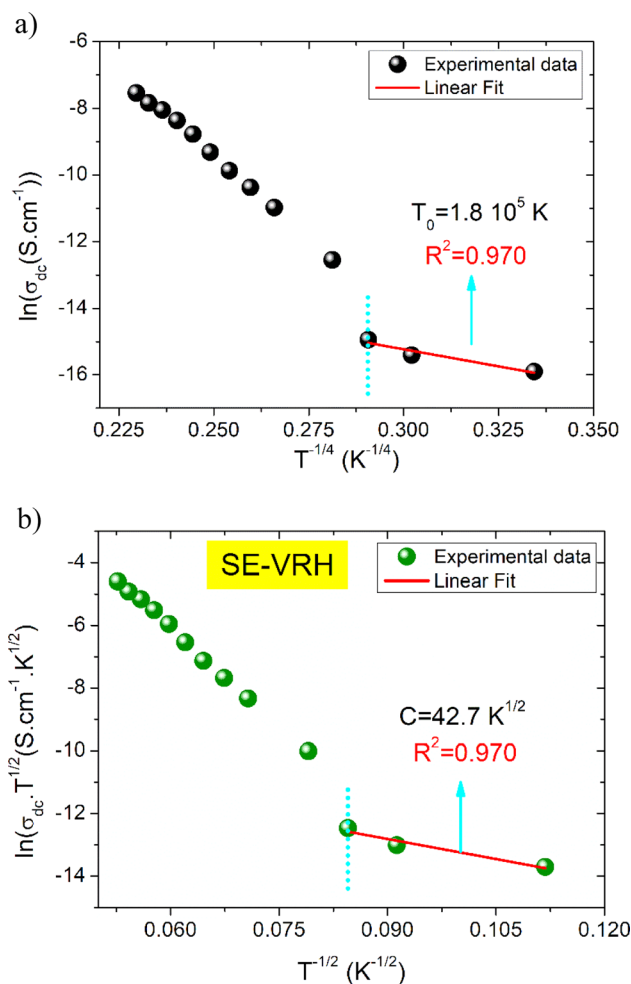 a)
-6
-8
-10
-12
-14
-16
ln(σdc(S.cm⁻¹))
Experimental data
Linear Fit
T₀=1.8 10⁵ K
R²=0.970
0.225 0.250 0.275 0.300 0.325 0.350
T⁻¹/⁴ (K⁻¹/⁴)
b)
-4
-6
-8
-10
-12
-14
ln(σdc.T¹/²(S.cm⁻¹.K¹/²)
SE-VRH
Experimental data
Linear Fit
C=42.7 K¹/²
R²=0.970
0.060 0.075 0.090 0.105 0.120
T⁻¹/² (K⁻¹/²)